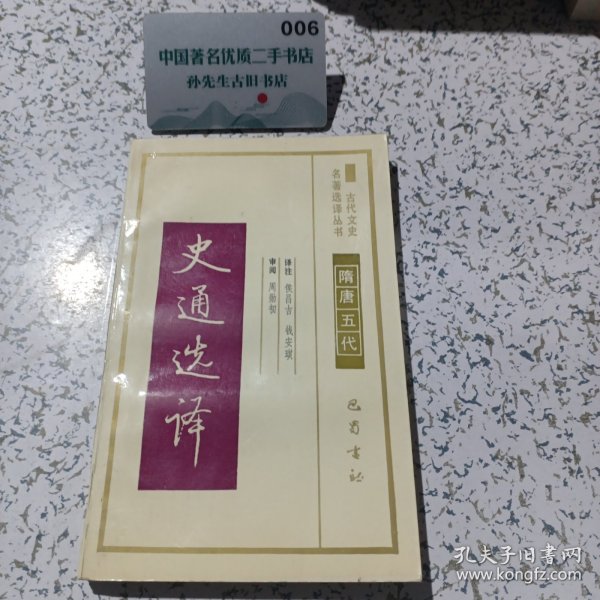 006
中国著名优质二手书店
孙先生古旧书店
古代文史
名著选译丛书
隋唐五代
巴蜀书社
译注 侯昌吉 钱安琪
审阅 周勋初
史通选译
孔夫子旧书网
www.kongfz.com